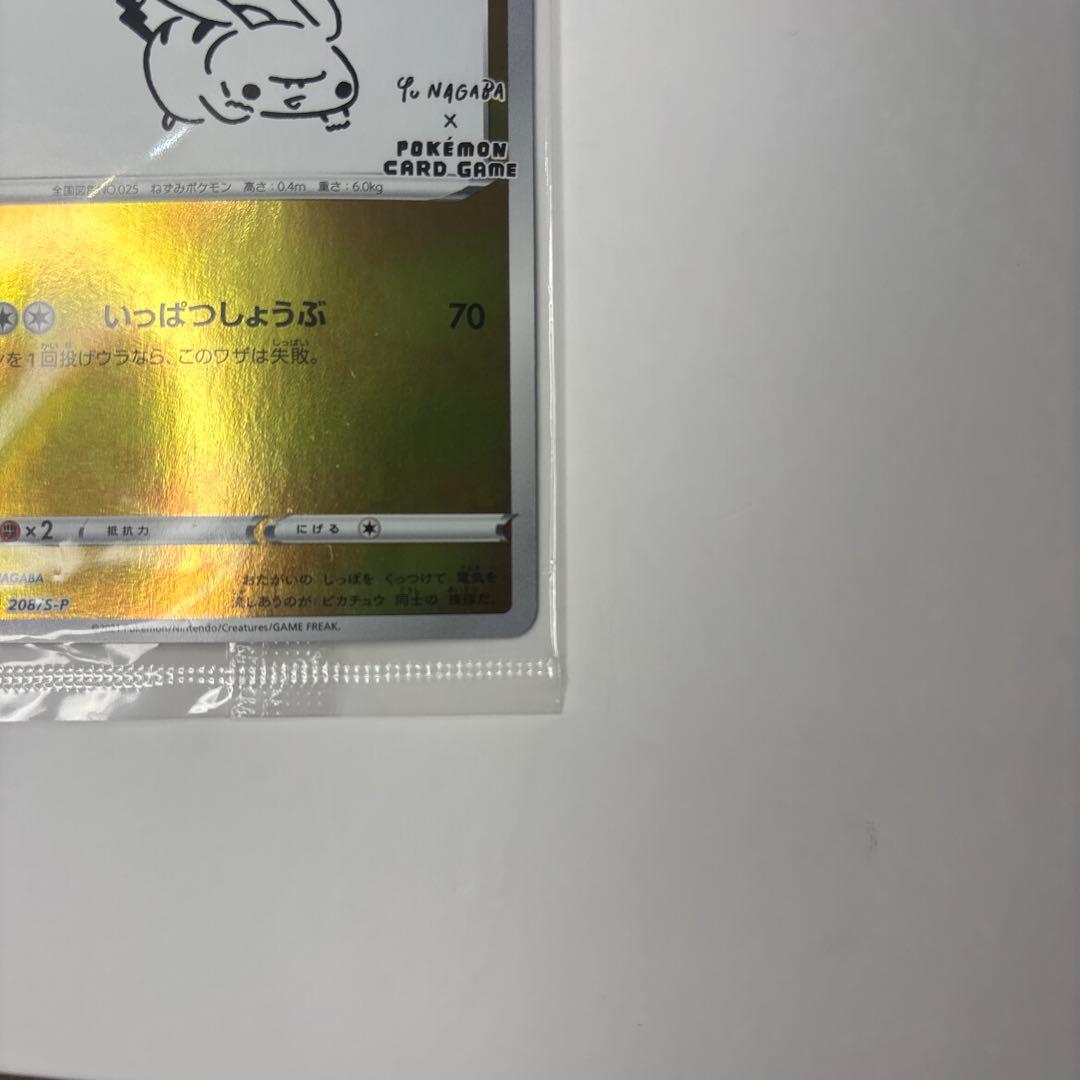 Yu NAGABA
×
POKÉMON
CARD GAME
全国図鑑NO.025 ねずみポケモン 高さ:0.4m 重さ:6.0kg
いっぱつしょうぶ 70
ンを1回投げウラなら、このワザは失敗。
×2 抵抗力 にげる
NAGABA
おたがいの しっぽを くっつけて 電気を
208/S-P
流しあうのが ピカチュウ 同士の 挨拶だ。
©2021 Pokémon/Nintendo/Creatures/GAME FREAK.